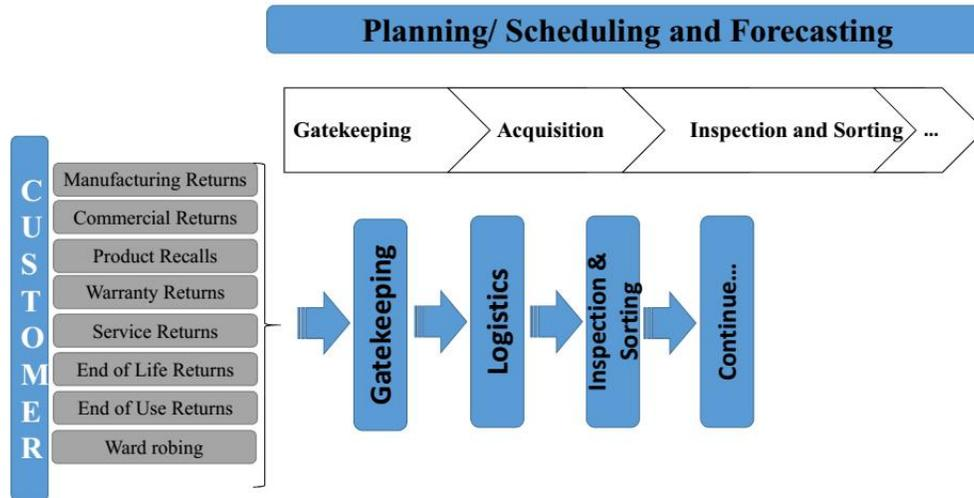 Planning/ Scheduling and Forecasting
Gatekeeping
Acquisition
Inspection and Sorting
...
CUSTOMER
Manufacturing Returns
Commercial Returns
Product Recalls
Warranty Returns
Service Returns
End of Life Returns
End of Use Returns
Ward robing
Gatekeeping
Logistics
Inspection &
Sorting
Continue...